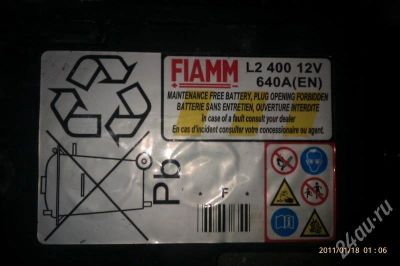 FIAMM
L2 400 12V
640A(EN)
MAINTENANCE FREE BATTERY, PLUG OPENING FORBIDDEN
BATTERIE SANS ENTRETIEN, OUVERTURE INTERDITE
In case of a fault consult your dealer
En cas d'incident consulter votre concessionnaire ou agent.
Pb
F
24au.ru
2011/01/18 01:06